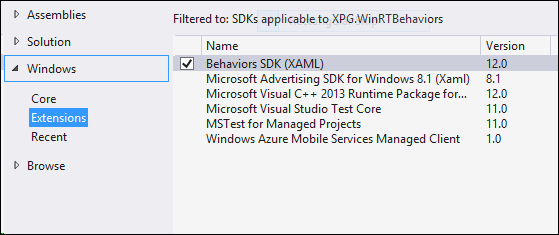 Assemblies
Solution
Windows
Core
Extensions
Recent
Browse
Filtered to: SDKs applicable to XPG.WinRTBehaviors
Name Version
Behaviors SDK (XAML) 12.0
Microsoft Advertising SDK for Windows 8.1 (Xaml) 8.1
Microsoft Visual C++ 2013 Runtime Package for... 12.0
Microsoft Visual Studio Test Core 11.0
MSTest for Managed Projects 11.0
Windows Azure Mobile Services Managed Client 1.0